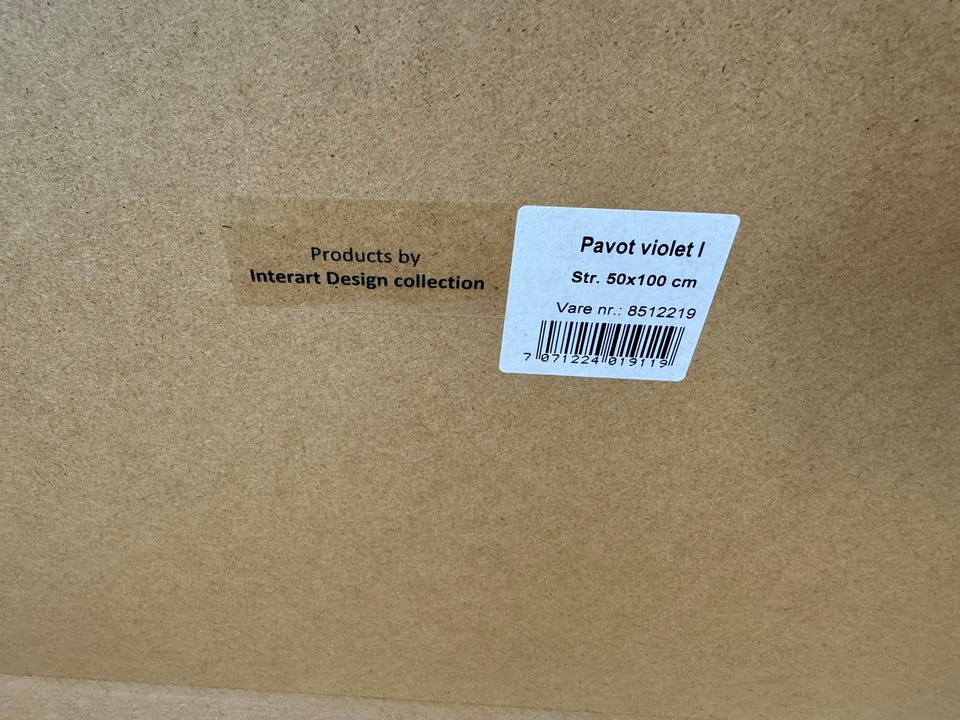 Products by
Interart Design collection
Pavot violet I
Str. 50x100 cm
Vare nr.: 8512219
7 071224 019119